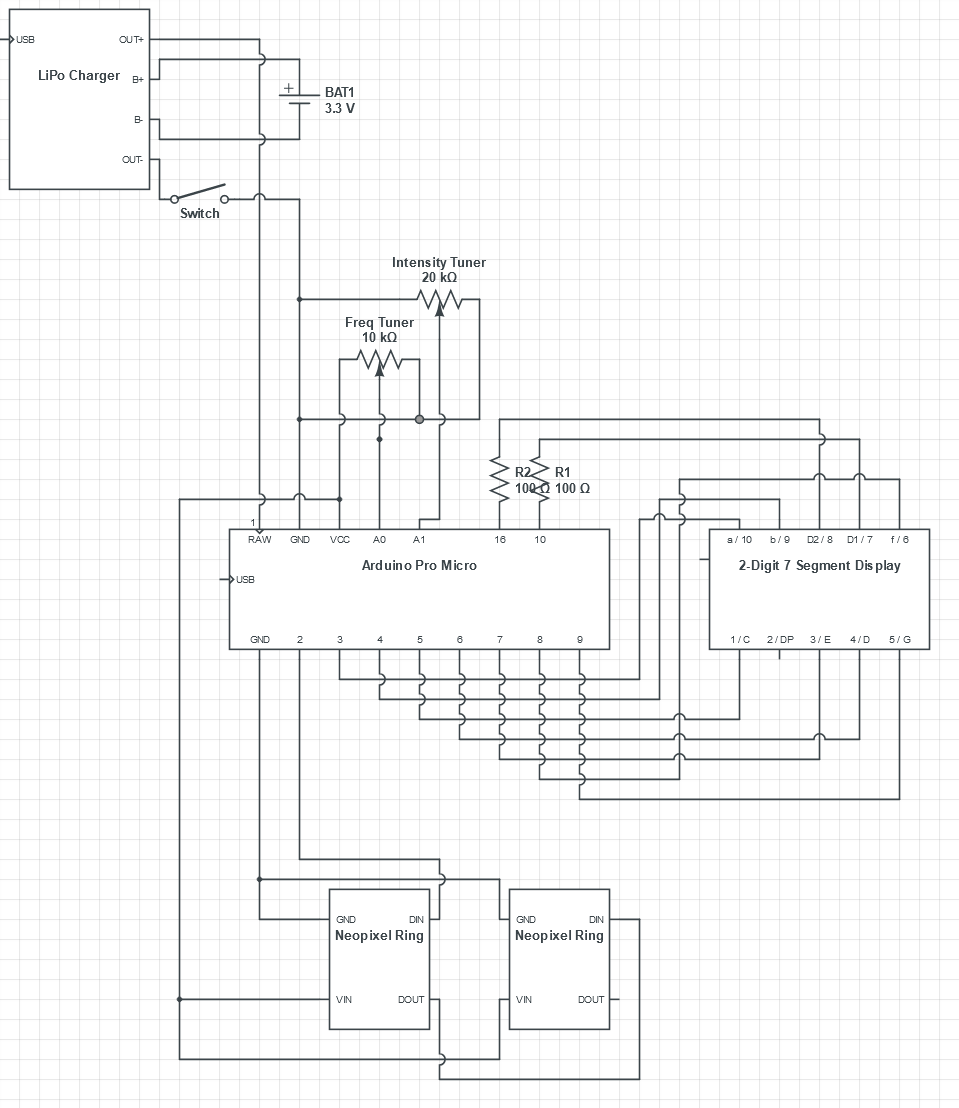 USB
OUT+
LiPo Charger
B+
+
BAT1
3.3 V
B-
OUT-
Switch
Intensity Tuner
20 kΩ
Freq Tuner
10 kΩ
R2
100 Ω
R1
100 Ω
1
RAW GND VCC A0 A1 16 10
Arduino Pro Micro
USB
GND 2 3 4 5 6 7 8 9
a / 10 b / 9 D2 / 8 D1 / 7 f / 6
2-Digit 7 Segment Display
1 / C 2 / DP 3 / E 4 / D 5 / G
GND DIN
Neopixel Ring
VIN DOUT
GND DIN
Neopixel Ring
VIN DOUT